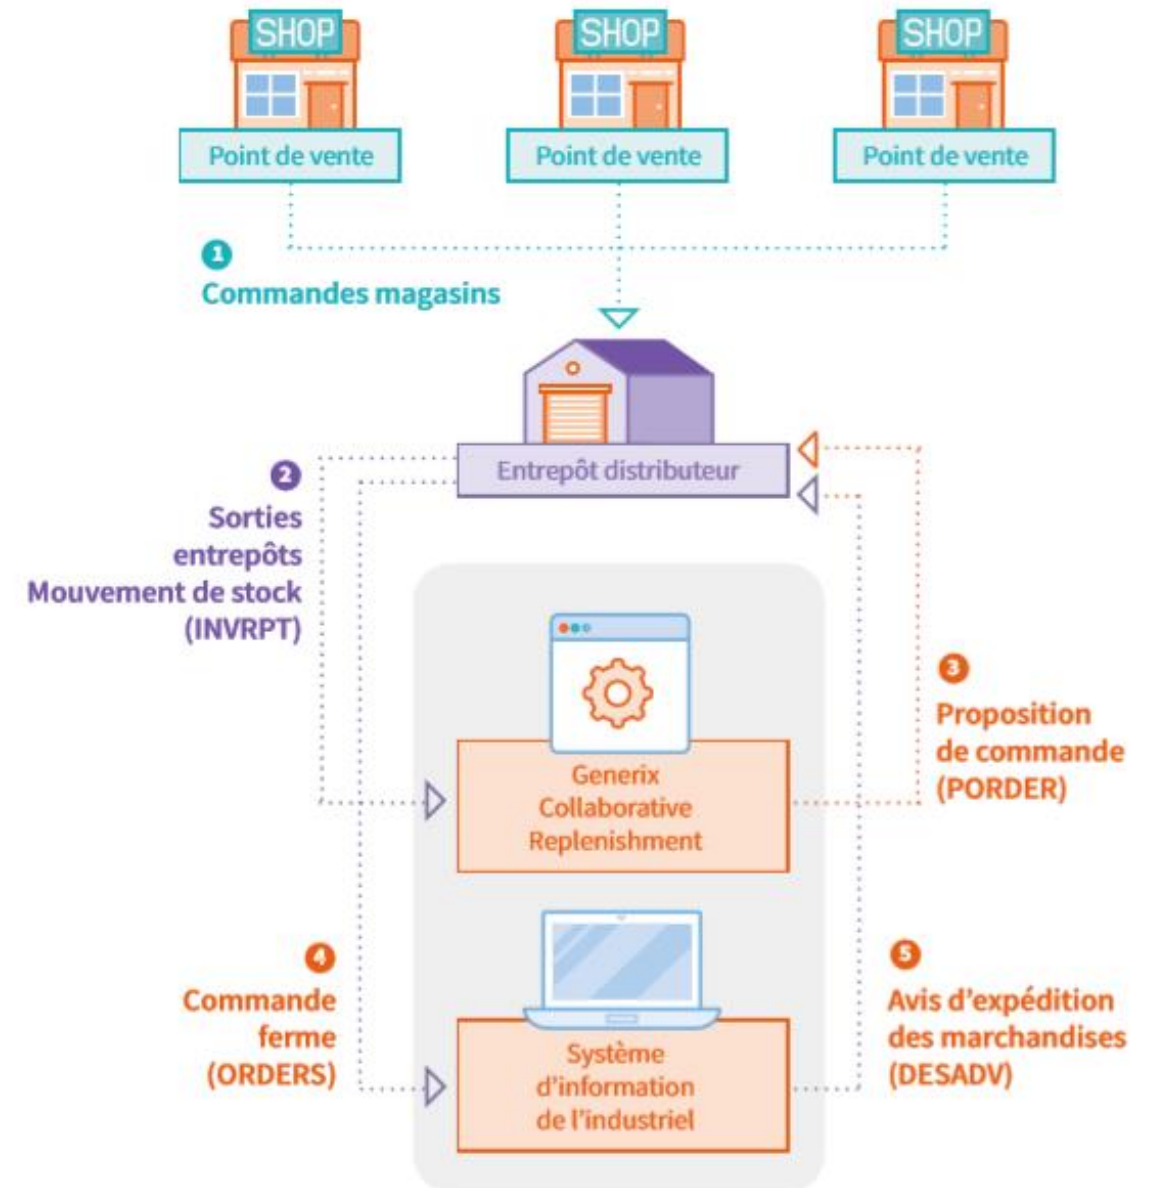 SHOP
SHOP
SHOP
Point de vente
Point de vente
Point de vente
1
Commandes magasins
Entrepôt distributeur
2
Sorties
entrepôts
Mouvement de stock
(INVRPT)
3
Proposition
de commande
(PORDER)
Generix
Collaborative
Replenishment
4
Commande
ferme
(ORDERS)
5
Avis d’expédition
des marchandises
(DESADV)
Système
d’information
de l’industriel